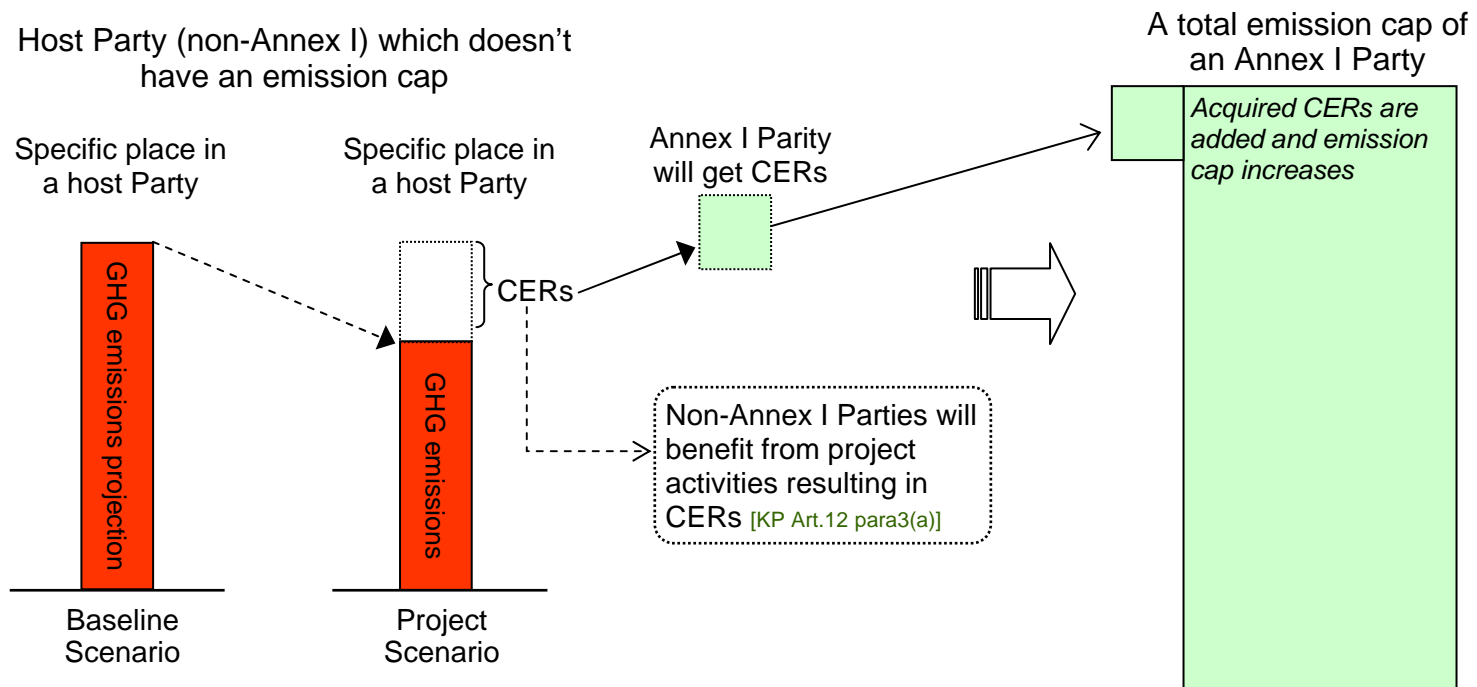 Host Party (non-Annex I) which doesn't
have an emission cap
A total emission cap of
an Annex I Party
Specific place in
a host Party
Specific place in
a host Party
Annex I Parity
will get CERs
Acquired CERs are
added and emission
cap increases
GHG emissions projection
GHG emissions
CERs
Non-Annex I Parties will
benefit from project
activities resulting in
CERs [KP Art.12 para3(a)]
Baseline
Scenario
Project
Scenario